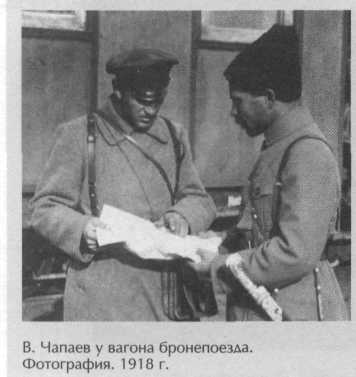 В. Чапаев у вагона бронепоезда.
Фотография. 1918 г.